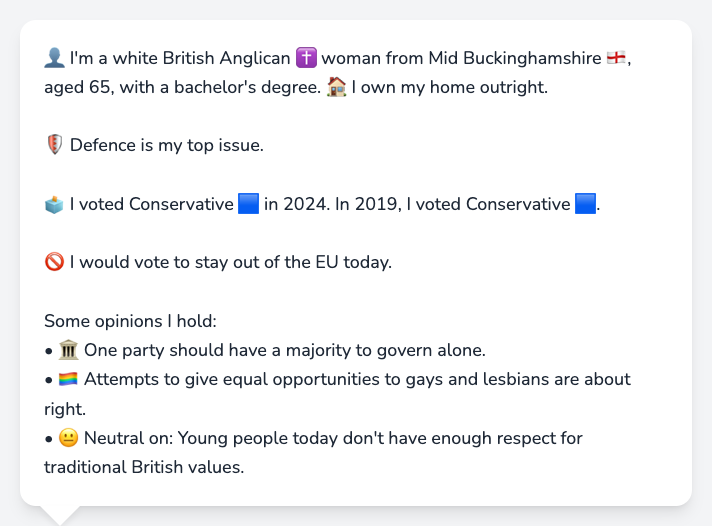 👤 I'm a white British Anglican ✝️ woman from Mid Buckinghamshire 🏴󠁧󠁢󠁥󠁮󠁧󠁿,
aged 65, with a bachelor's degree. 🏠 I own my home outright.
🛡️ Defence is my top issue.
🗳️ I voted Conservative 🟦 in 2024. In 2019, I voted Conservative 🟦.
🚫 I would vote to stay out of the EU today.
Some opinions I hold:
• 🏛️ One party should have a majority to govern alone.
• 🏳️‍🌈 Attempts to give equal opportunities to gays and lesbians are about
right.
• 😐 Neutral on: Young people today don't have enough respect for
traditional British values.